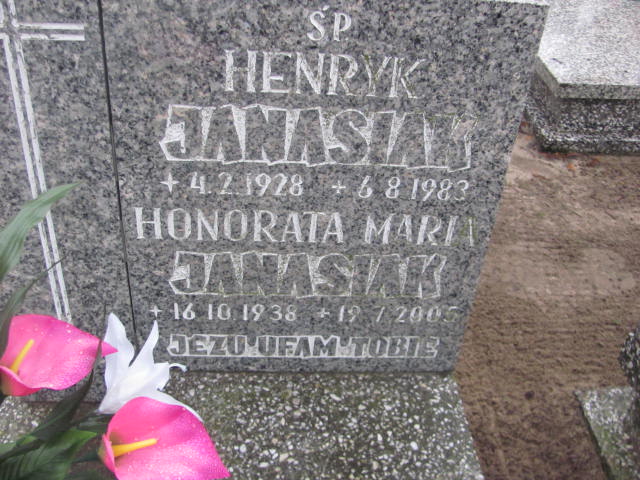 ŚP
HENRYK
JANASIAK
+ 4.2.1928 + 6.8.1983
HONORATA MARIA
JANASIAK
+ 16.10.1938 + 19.7.2005
JEZU UFAM TOBIE